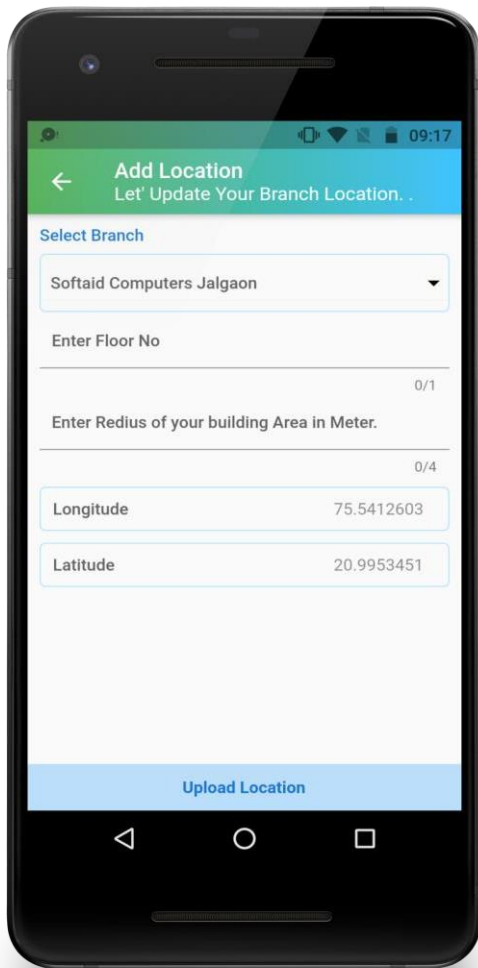 09:17
Add Location
Let' Update Your Branch Location. .
Select Branch
Softaid Computers Jalgaon
Enter Floor No
0/1
Enter Redius of your building Area in Meter.
0/4
Longitude 75.5412603
Latitude 20.9953451
Upload Location